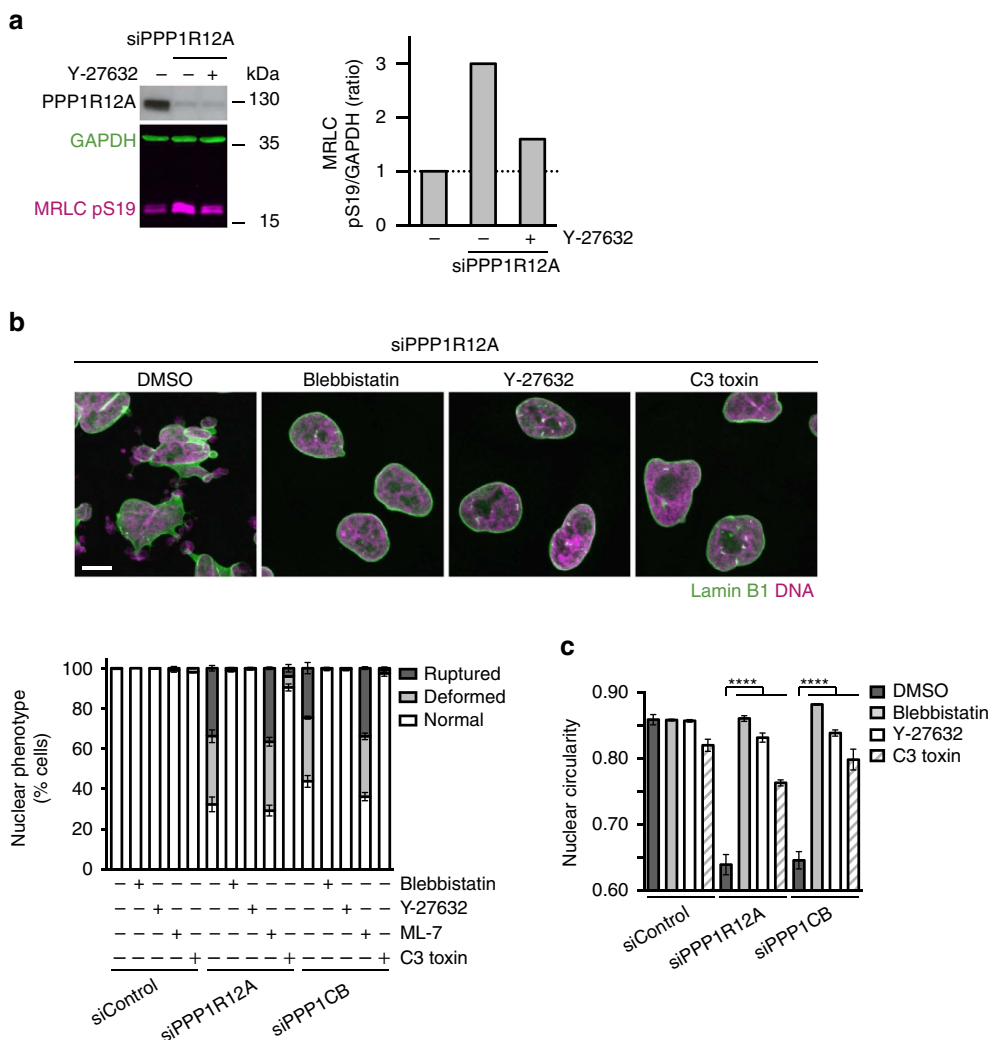 a
siPPP1R12A
Y-27632 – – + kDa
PPP1R12A 130
GAPDH 35
MRLC pS19 15
MRLC
pS19/GAPDH (ratio)
3
2
1
0
– – + Y-27632
siPPP1R12A
b
siPPP1R12A
DMSO Blebbistatin Y-27632 C3 toxin
Lamin B1 DNA
Nuclear phenotype
(% cells)
100
80
60
40
20
0
Ruptured
Deformed
Normal
– + – – – – + – – – – + – – – Blebbistatin
– – + – – – – + – – – – + – – Y-27632
– – – + – – – – + – – – – + – ML-7
– – – – + – – – – + – – – – + C3 toxin
siControl siPPP1R12A siPPP1CB
c
Nuclear circularity
0.90
0.80
0.70
0.60
**** ****
DMSO
Blebbistatin
Y-27632
C3 toxin
siControl siPPP1R12A siPPP1CB